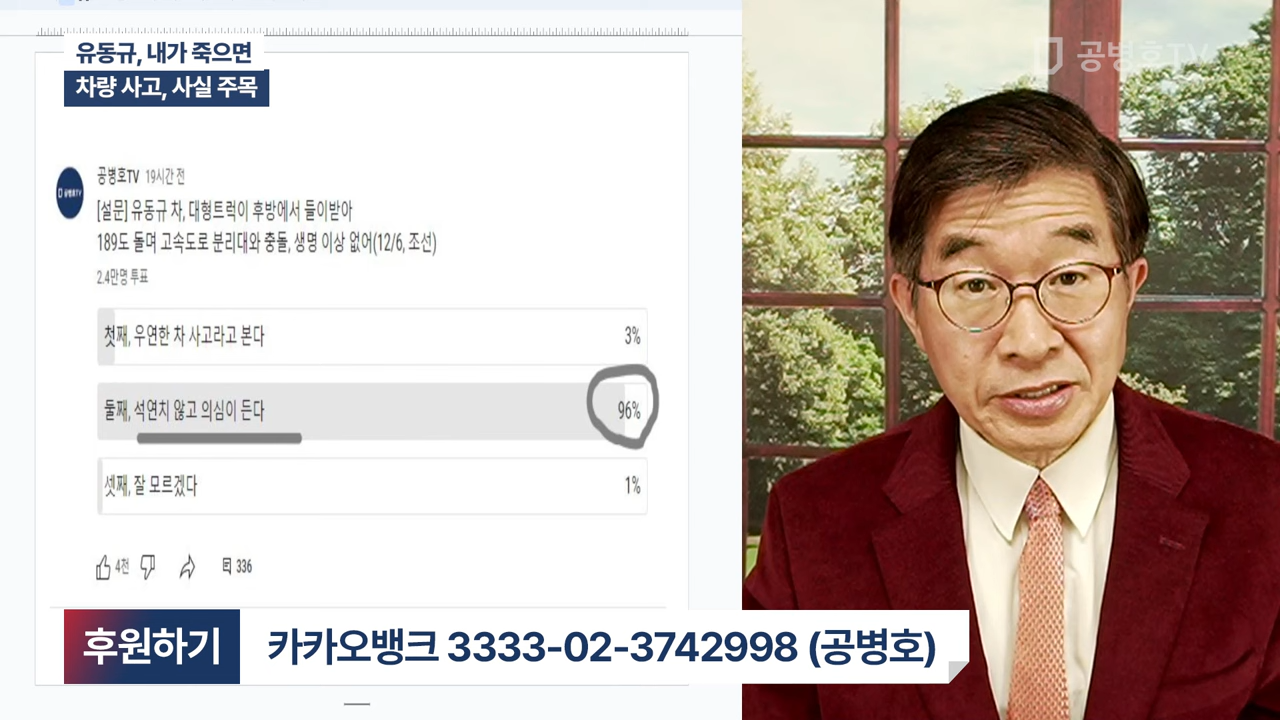 유동규, 내가 죽으면
차량 사고, 사실 주목
공병호TV
공병호TV
공병호TV 19시간 전
[설문] 유동규 차, 대형트럭이 후방에서 들이받아
189도 돌며 고속도로 분리대와 충돌, 생명 이상 없어(12/6, 조선)
2.4만명 투표
첫째, 우연한 차 사고라고 본다 3%
둘째, 석연치 않고 의심이 든다 96%
셋째, 잘 모르겠다 1%
4천 336
후원하기 카카오뱅크 3333-02-3742998 (공병호)